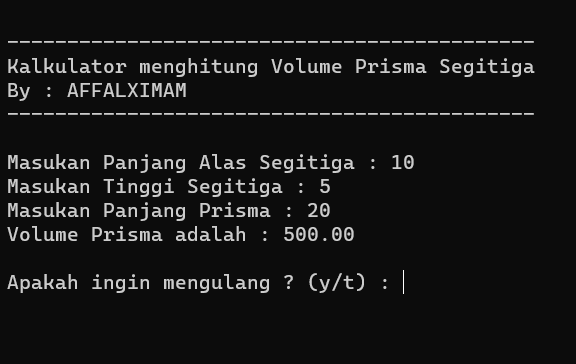 --------------------------------------------
Kalkulator menghitung Volume Prisma Segitiga
By : AFFALXIMAM
--------------------------------------------
Masukan Panjang Alas Segitiga : 10
Masukan Tinggi Segitiga : 5
Masukan Panjang Prisma : 20
Volume Prisma adalah : 500.00
Apakah ingin mengulang ? (y/t) :